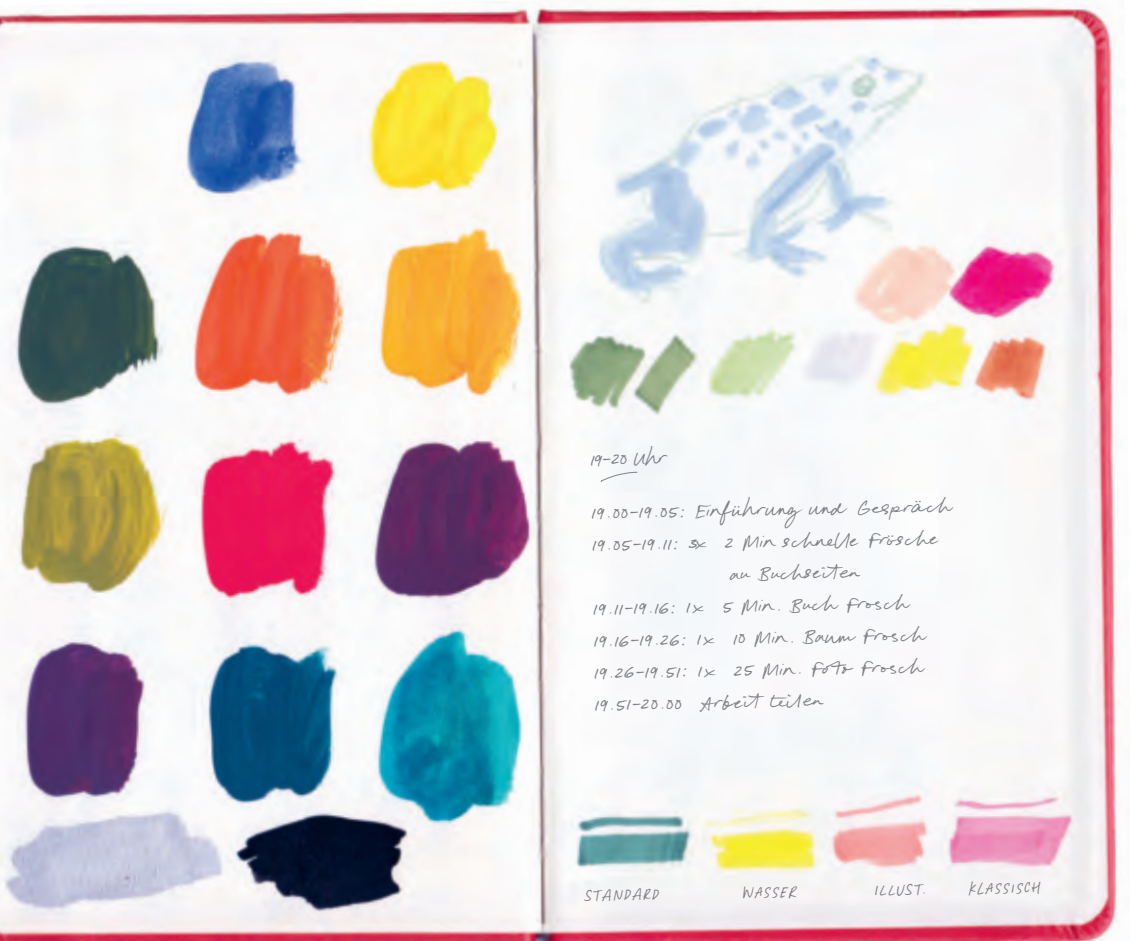 19-20 Uhr
19.00-19.05: Einführung und Gespräch
19.05-19.11: 3x 2 Min schnelle Frösche
au Buchseiten
19.11-19.16: 1x 5 Min. Buch frosch
19.16-19.26: 1x 10 Min. Baum frosch
19.26-19.51: 1x 25 Min. Foto frosch
19.51-20.00 Arbeit teilen
STANDARD WASSER ILLUST. KLASSISCH